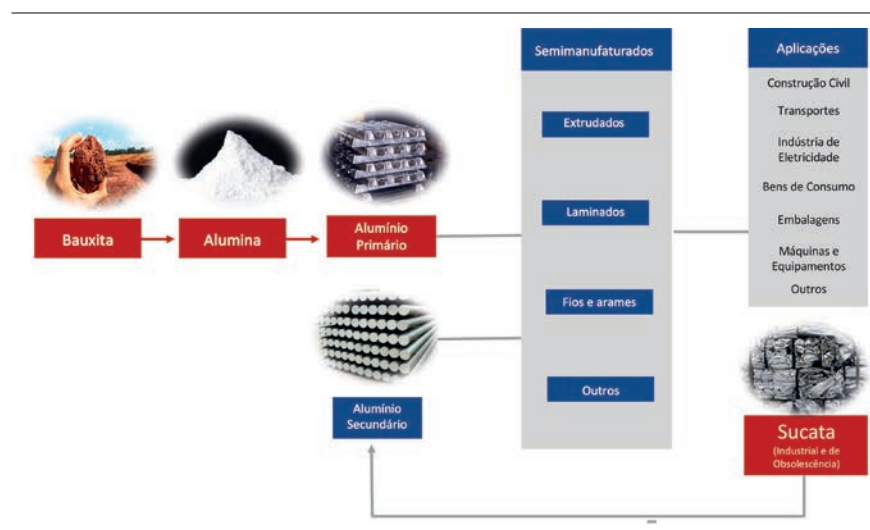 Semimanufaturados
Aplicações
Construção Civil
Transportes
Indústria de
Eletricidade
Bens de Consumo
Embalagens
Máquinas e
Equipamentos
Outros
Extrudados
Laminados
Fios e arames
Outros
Bauxita
Alumina
Alumínio
Primário
Alumínio
Secundário
Sucata
(Industrial e de
Obsolescência)